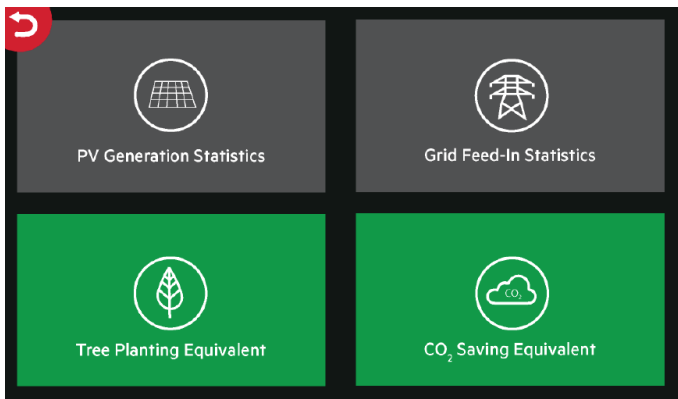 PV Generation Statistics
Grid Feed-In Statistics
Tree Planting Equivalent
CO₂
CO₂ Saving Equivalent